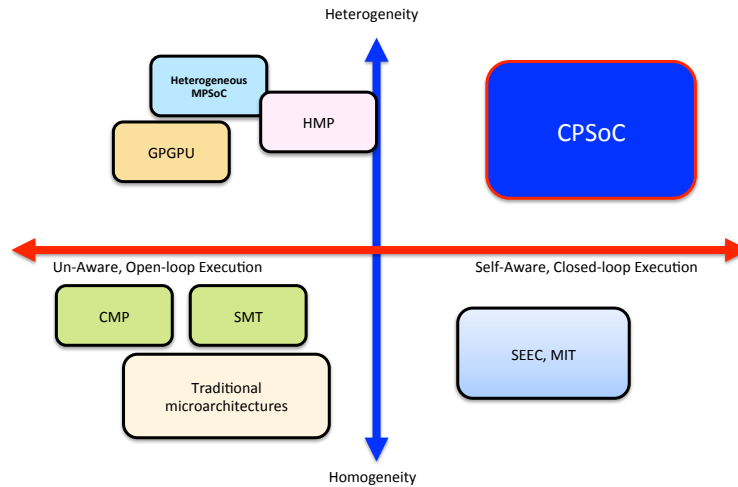 Heterogeneity
Heterogeneous
MPSoC
HMP
GPGPU
CPSoC
Un-Aware, Open-loop Execution
Self-Aware, Closed-loop Execution
CMP
SMT
SEEC, MIT
Traditional
microarchitectures
Homogeneity